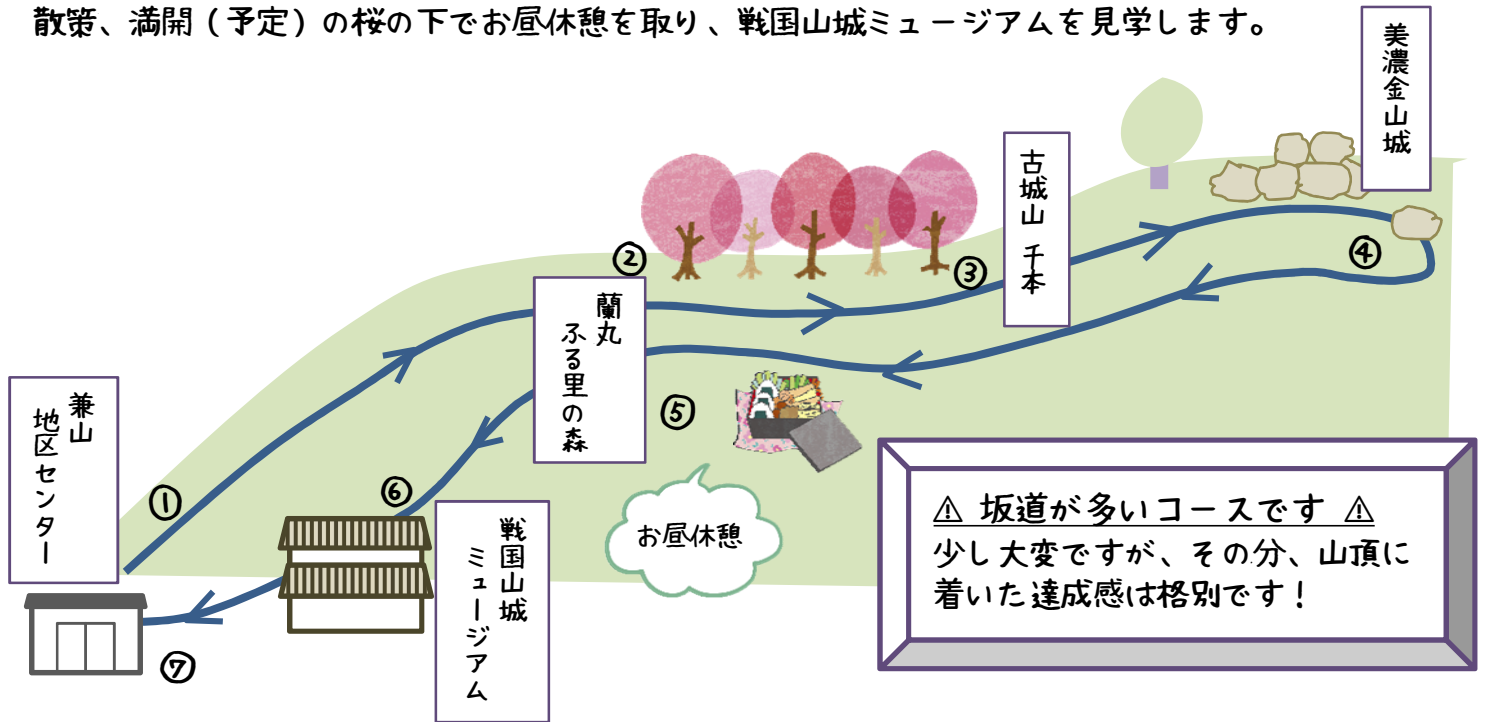 散策、満開（予定）の桜の下でお昼休憩を取り、戦国山城ミュージアムを見学します。
美濃金山城
古城山 千本
②
③
④
蘭丸
ふる里の森
兼山
地区センター
①
⑤
⑥
戦国山城
ミュージアム
お昼休憩
⚠ 坂道が多いコースです ⚠
少し大変ですが、その分、山頂に
着いた達成感は格別です！
⑦